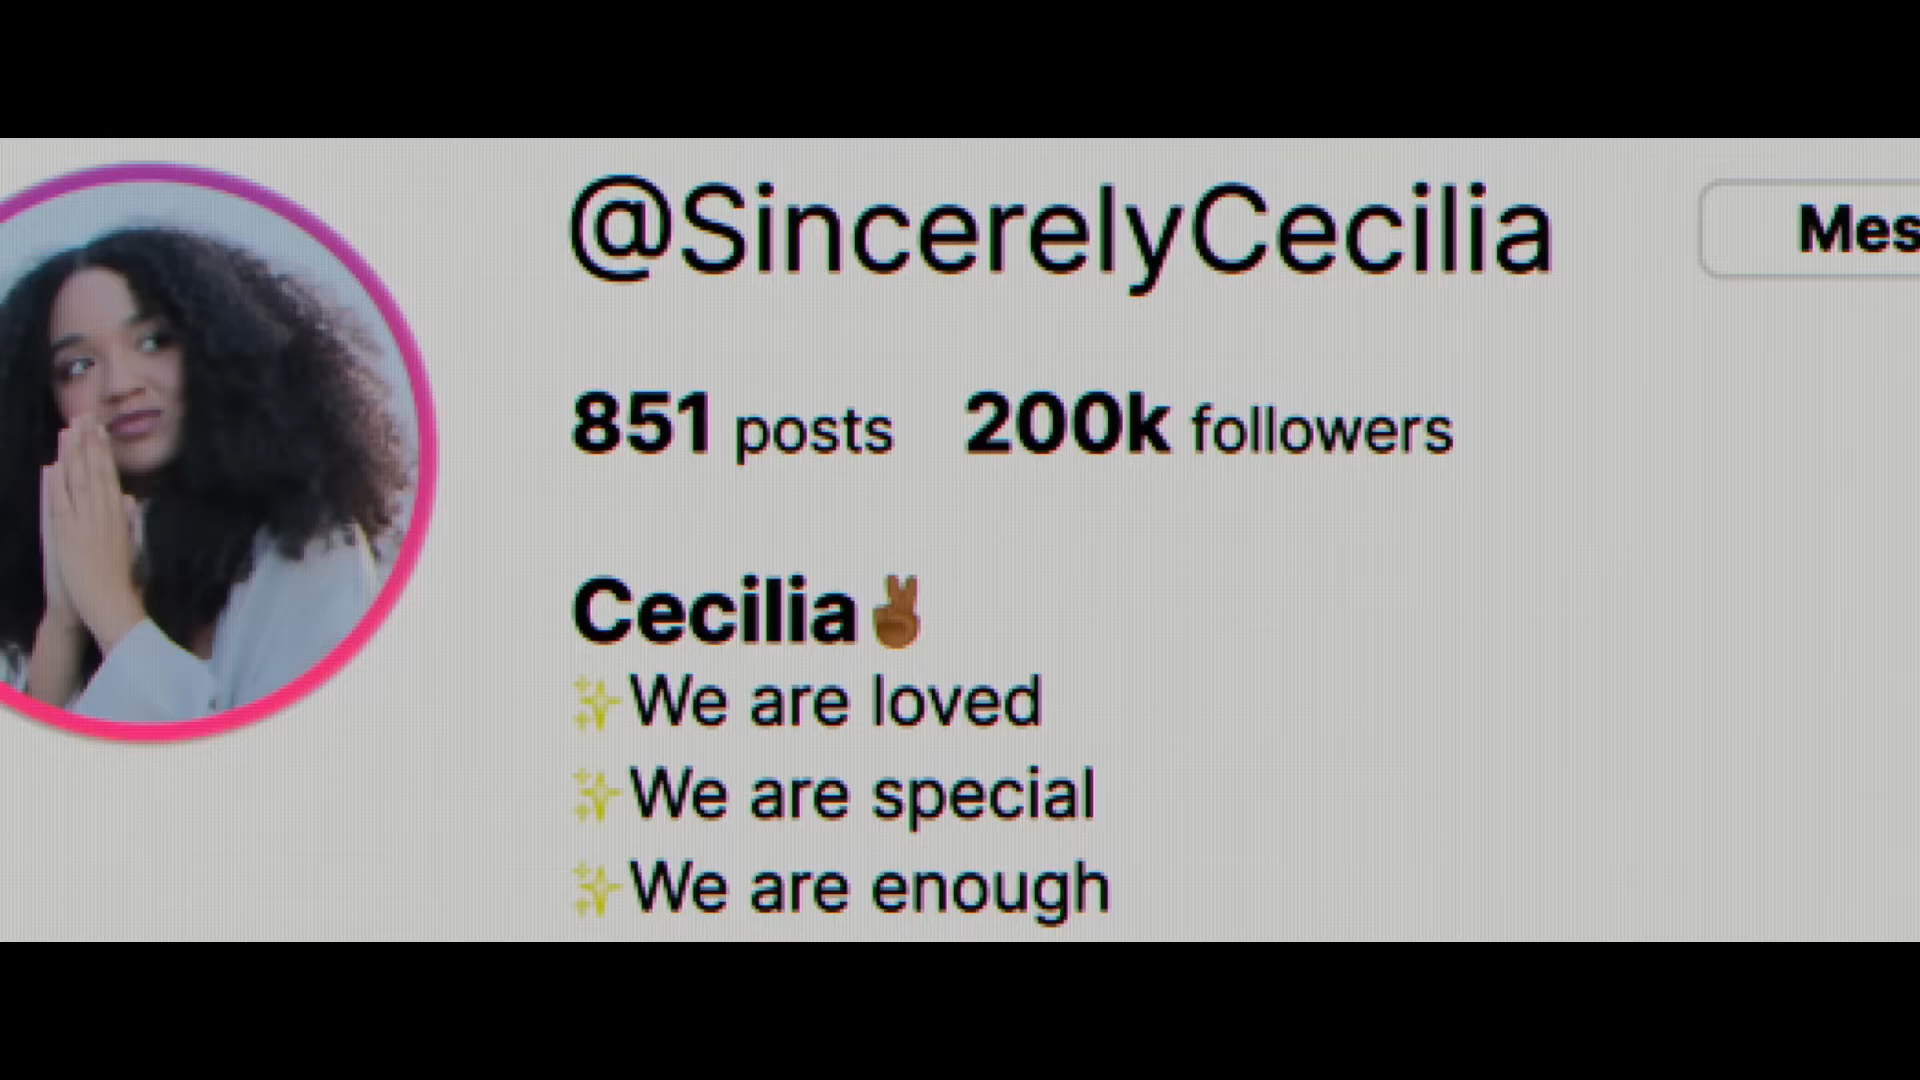 @SincerelyCecilia
Mes
851 posts 200k followers
Cecilia✌🏾
✨We are loved
✨We are special
✨We are enough